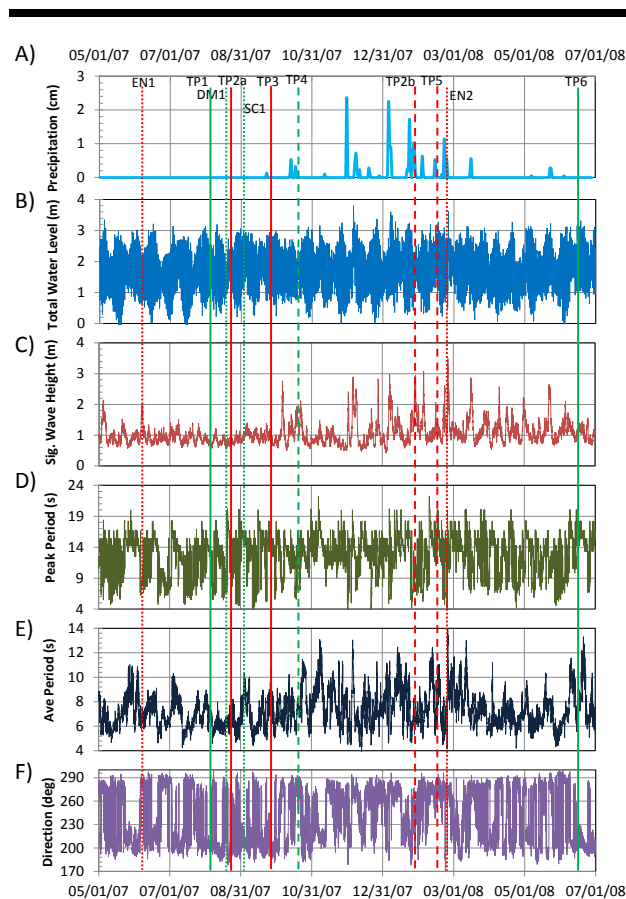 A)
05/01/07 07/01/07 08/31/07 10/31/07 12/31/07 03/01/08 05/01/08 07/01/08
EN1 TP1 DM1 TP2a SC1 TP3 TP4 TP2b TP5 EN2 TP6
Precipitation (cm)
3
2
1
0
B)
Total Water Level (m)
4
3
2
1
0
C)
Sig. Wave Height (m)
4
3
2
1
0
D)
Peak Period (s)
24
19
14
9
4
E)
Ave Period (s)
14
12
10
8
6
4
F)
Direction (deg)
290
260
230
200
170
05/01/07 07/01/07 08/31/07 10/31/07 12/31/07 03/01/08 05/01/08 07/01/08